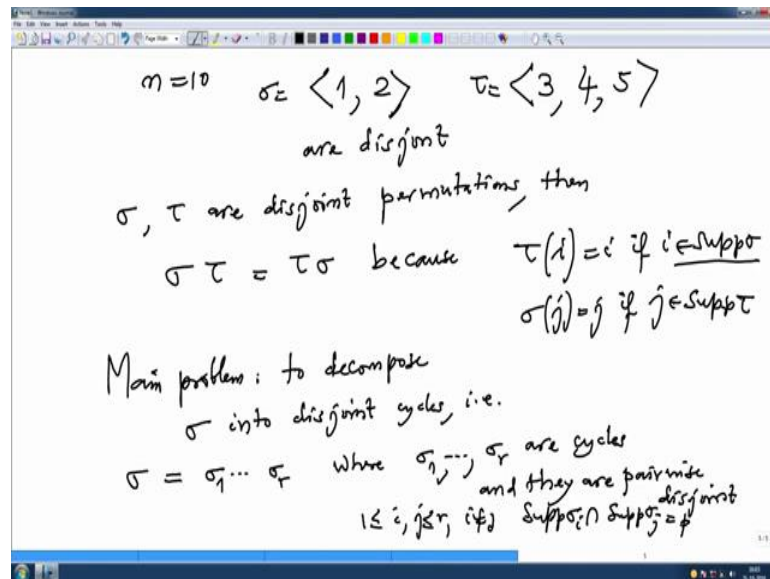 n=10 σ= ⟨1, 2⟩ τ= ⟨3, 4, 5⟩
are disjoint
σ, τ are disjoint permutations, then
σ τ = τ σ because τ(i) = i if i ∈ Supp σ
σ(j) = j if j ∈ Supp τ
Main problem: to decompose
σ into disjoint cycles, i.e.
σ = σ₁ ⋯ σᵣ where σ₁, ⋯, σᵣ are cycles
and they are pairwise disjoint
1 ≤ i, j ≤ r, i≠j Supp σᵢ ∩ Supp σⱼ = ϕ